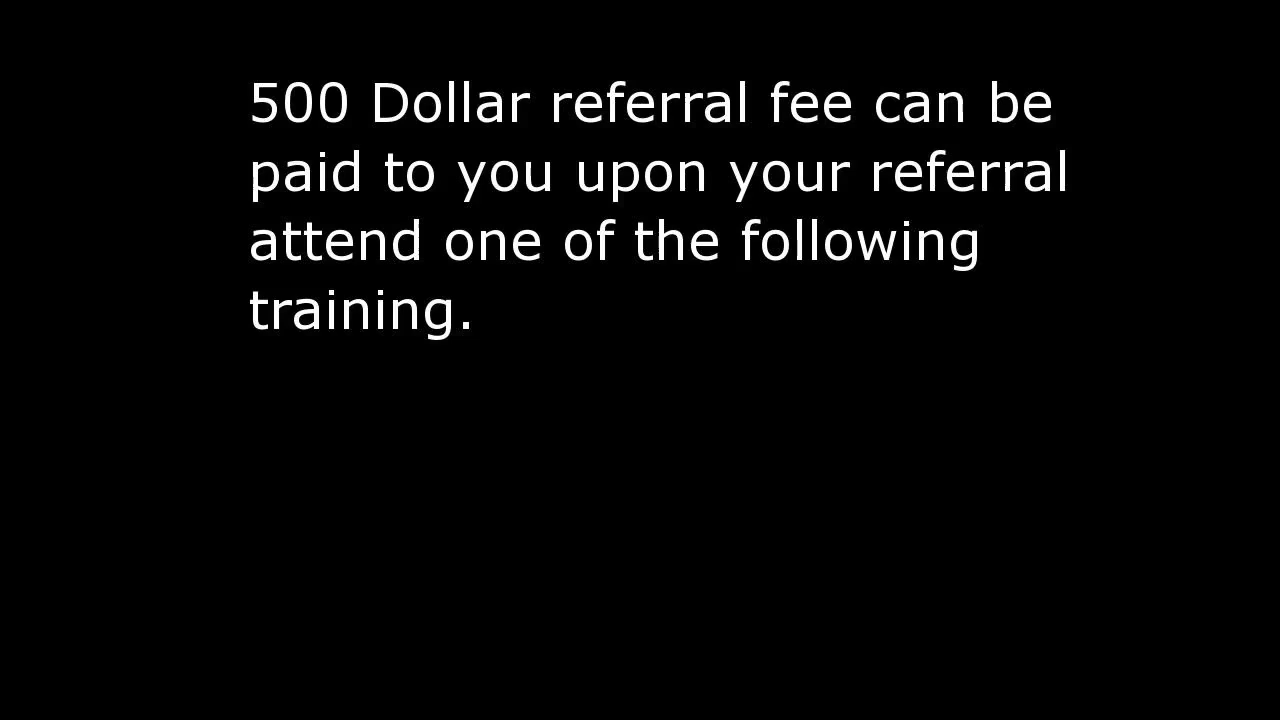 500 Dollar referral fee can be
paid to you upon your referral
attend one of the following
training.